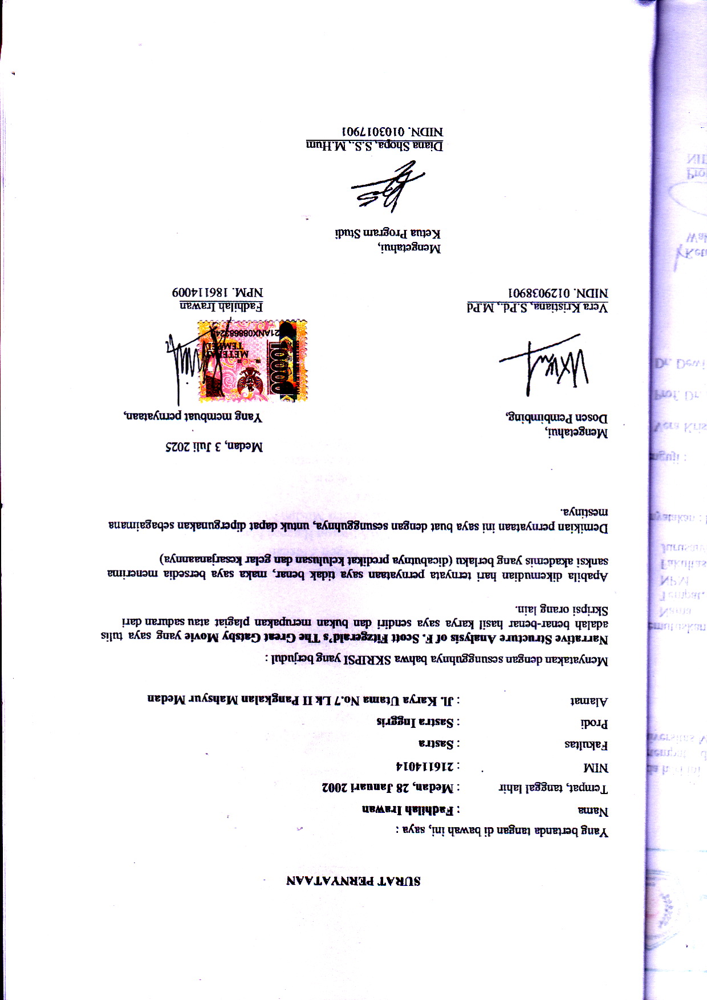 SURAT PERNYATAAN
Yang bertanda tangan di bawah ini, saya :
Nama : Fadhilah Irawan
Tempat, tanggal lahir : Medan, 28 Januari 2002
NIM : 216114014
Fakultas : Sastra
Prodi : Sastra Inggris
Alamat : Jl. Karya Utama No.7 Lk II Pangkalan Mahsyur Medan
Menyatakan dengan sesungguhnya bahwa SKRIPSI yang berjudul :
Narrative Structure Analysis of F. Scott Fitzgerald's The Great Gatsby Movie yang saya tulis
adalah benar-benar hasil karya saya sendiri dan bukan merupakan plagiat atau saduran dari
Skripsi orang lain.
Apabila dikemudian hari ternyata pernyataan saya tidak benar, maka saya bersedia menerima
sanksi akademis yang berlaku (dicabutnya predikat kelulusan dan gelar kesarjanaannya)
Demikian pernyataan ini saya buat dengan sesungguhnya, untuk dapat dipergunakan sebagaimana
mestinya.
Medan, 3 Juli 2025
Mengetahui,
Dosen Pembimbing,
Yang membuat pernyataan,
10000
METERAI
TEMPEL
Vera Kristiana, S.Pd., M.Pd
NIDN. 0129038901
Fadhilah Irawan
NPM. 186114009
Mengetahui,
Ketua Program Studi
Diana Shopa, S.S., M.Hum
NIDN. 0103017901